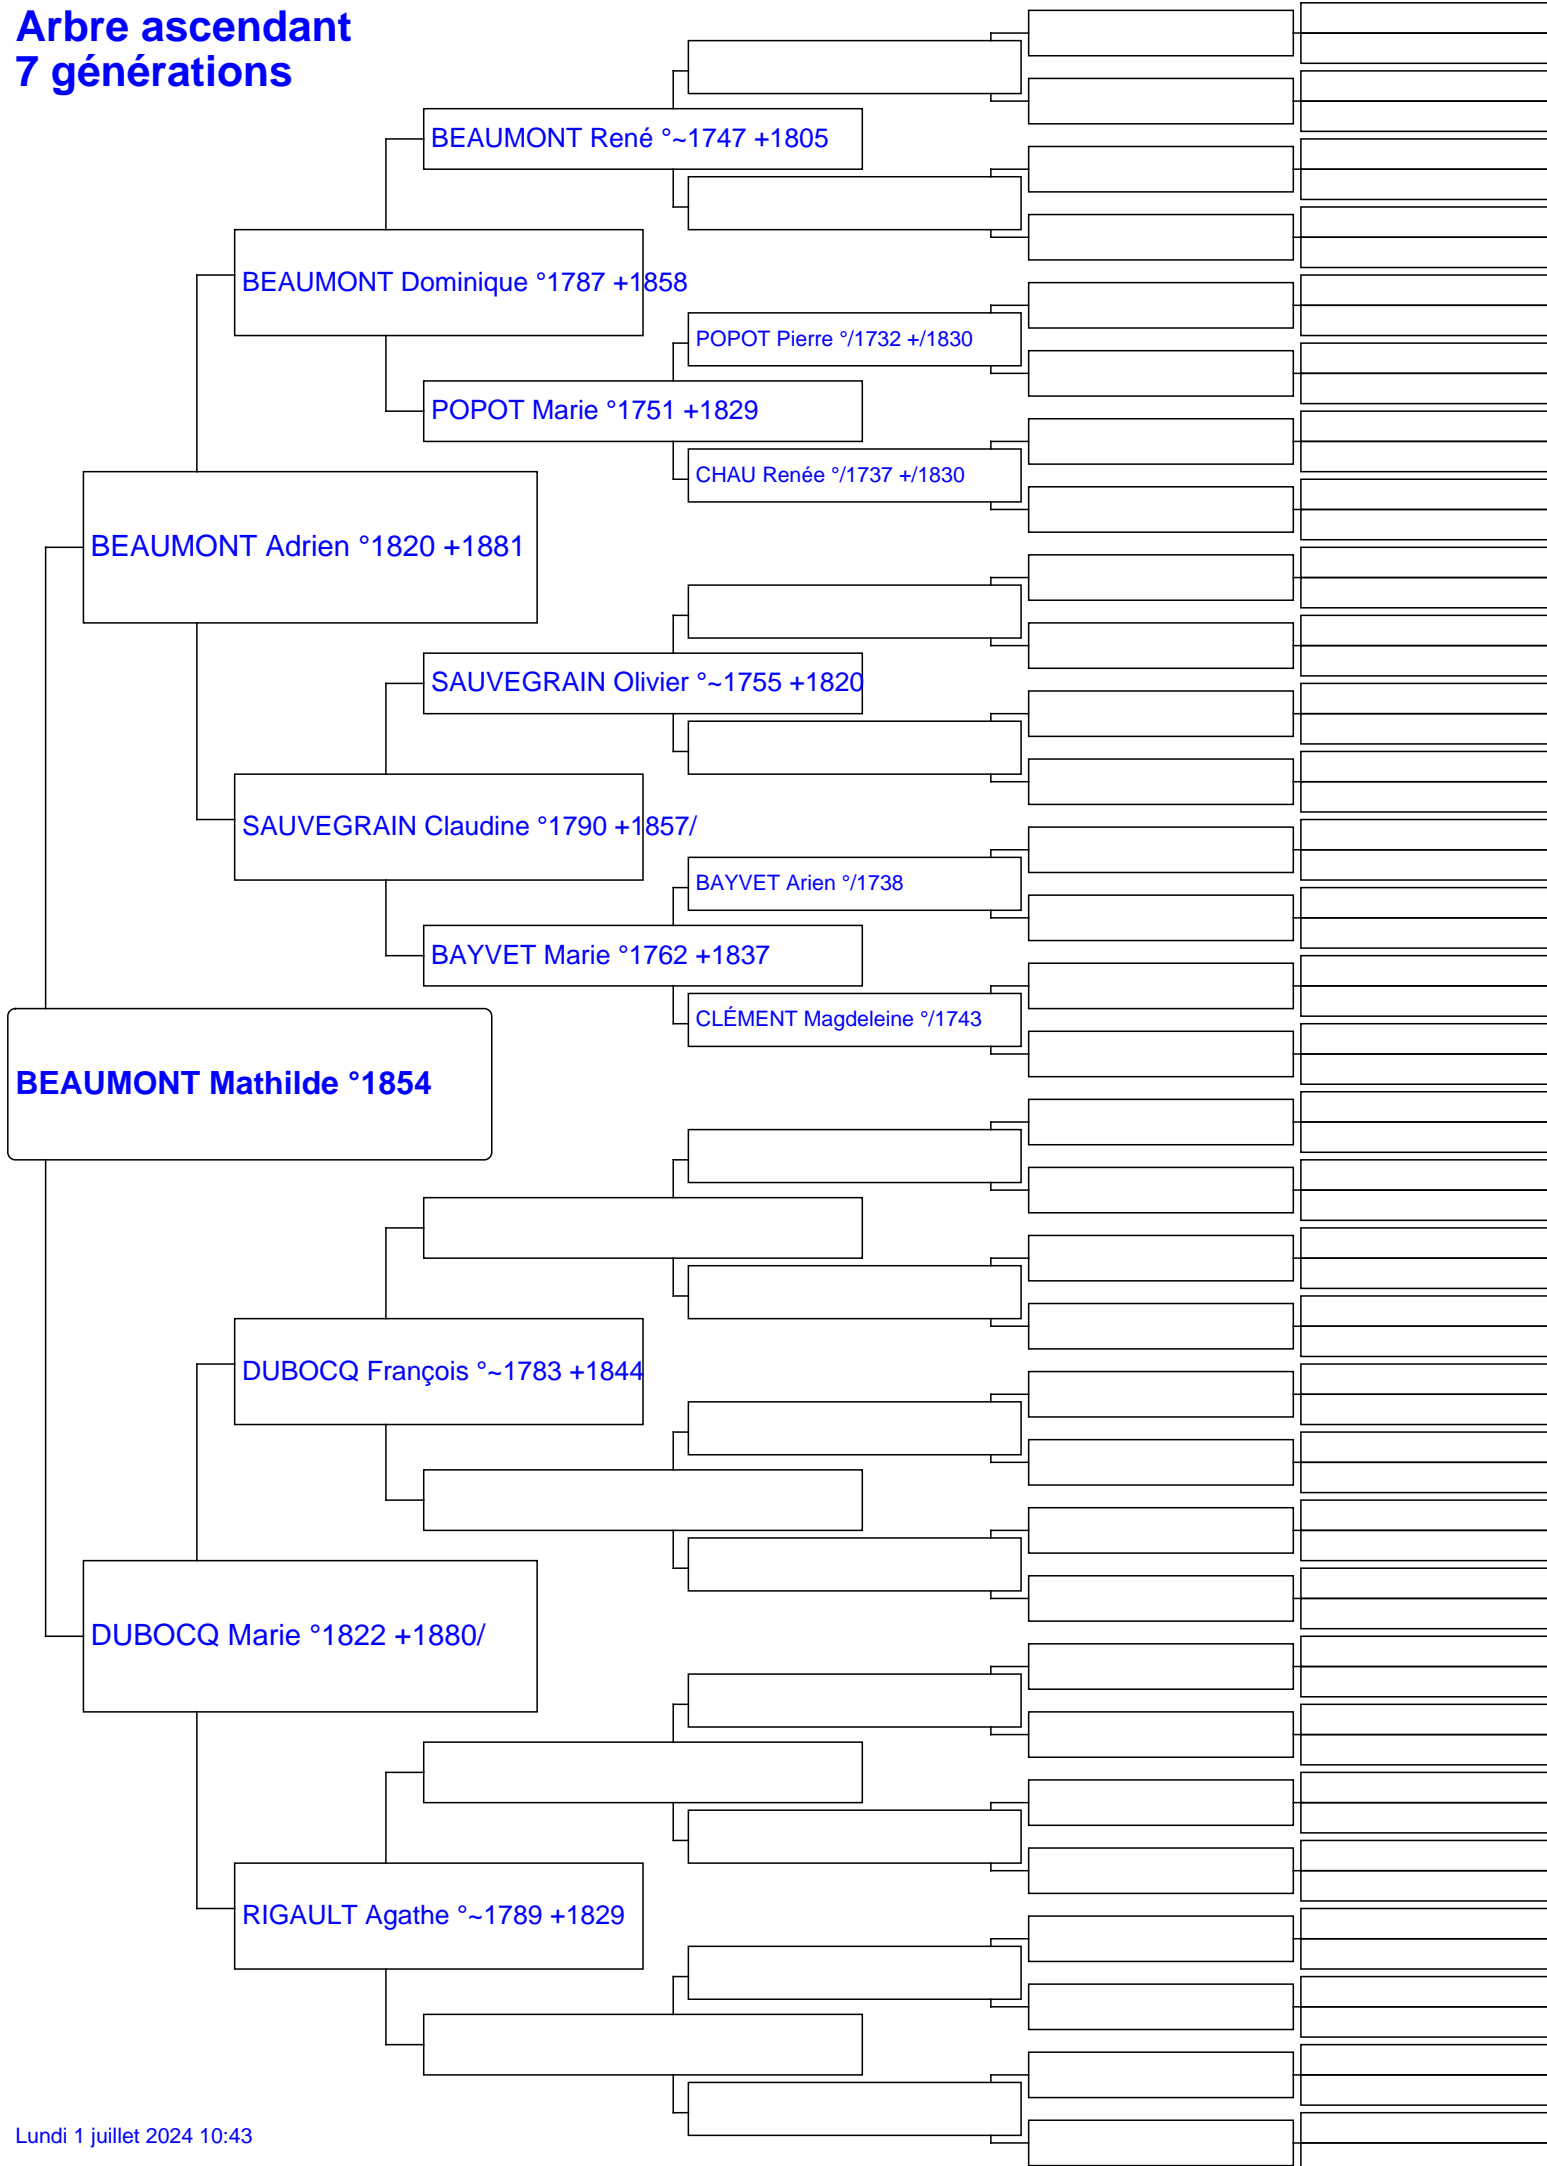 Arbre ascendant
7 générations
BEAUMONT René °~1747 +1805
BEAUMONT Dominique °1787 +1858
POPOT Pierre °/1732 +/1830
POPOT Marie °1751 +1829
CHAU Renée °/1737 +/1830
BEAUMONT Adrien °1820 +1881
SAUVEGRAIN Olivier °~1755 +1820
SAUVEGRAIN Claudine °1790 +1857/
BAYVET Arien °/1738
BAYVET Marie °1762 +1837
CLÉMENT Magdeleine °/1743
BEAUMONT Mathilde °1854
DUBOCQ François °~1783 +1844
DUBOCQ Marie °1822 +1880/
RIGAULT Agathe °~1789 +1829
Lundi 1 juillet 2024 10:43